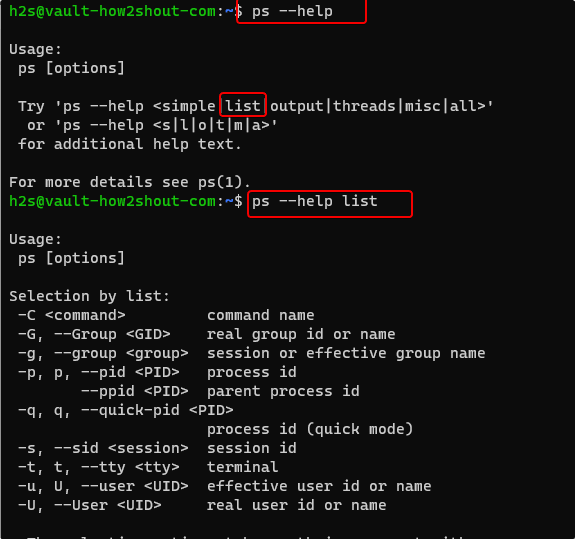 h2s@vault-how2shout-com:~$ ps --help

Usage:
 ps [options]

 Try 'ps --help <simple|list|output|threads|misc|all>'
  or 'ps --help <s|l|o|t|m|a>'
 for additional help text.

For more details see ps(1).
h2s@vault-how2shout-com:~$ ps --help list

Usage:
 ps [options]

Selection by list:
 -C <command>         command name
 -G, --Group <GID>    real group id or name
 -g, --group <group>  session or effective group name
 -p, p, --pid <PID>   process id
        --ppid <PID>  parent process id
 -q, q, --quick-pid <PID>
                      process id (quick mode)
 -s, --sid <session>  session id
 -t, t, --tty <tty>   terminal
 -u, U, --user <UID>  effective user id or name
 -U, --User <UID>     real user id or name